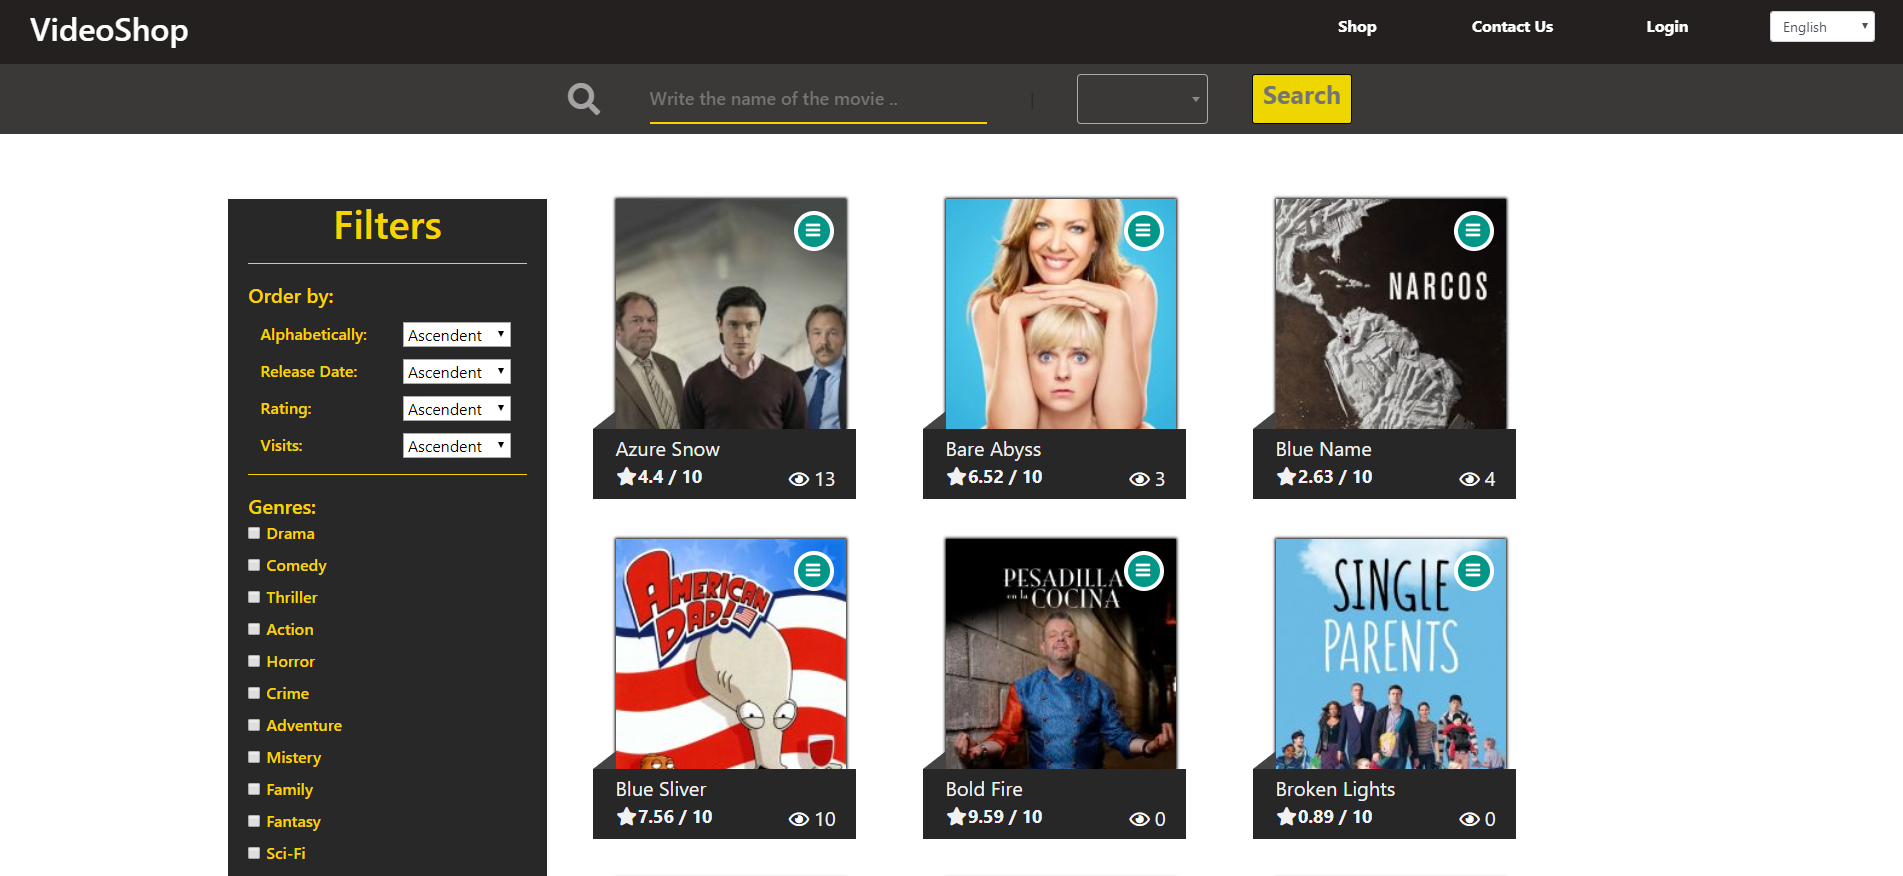 VideoShop
Shop
Contact Us
Login
English
Write the name of the movie ..
|
Search
Filters
Order by:
Alphabetically: Ascendent
Release Date: Ascendent
Rating: Ascendent
Visits: Ascendent
Genres:
Drama
Comedy
Thriller
Action
Horror
Crime
Adventure
Mistery
Family
Fantasy
Sci-Fi
Azure Snow
4.4 / 10 13
Bare Abyss
6.52 / 10 3
NARCOS
Blue Name
2.63 / 10 4
AMERICAN
DAD!
Blue Sliver
7.56 / 10 10
PESADILLA
en la COCINA
Bold Fire
9.59 / 10 0
SINGLE
PARENTS
Broken Lights
0.89 / 10 0